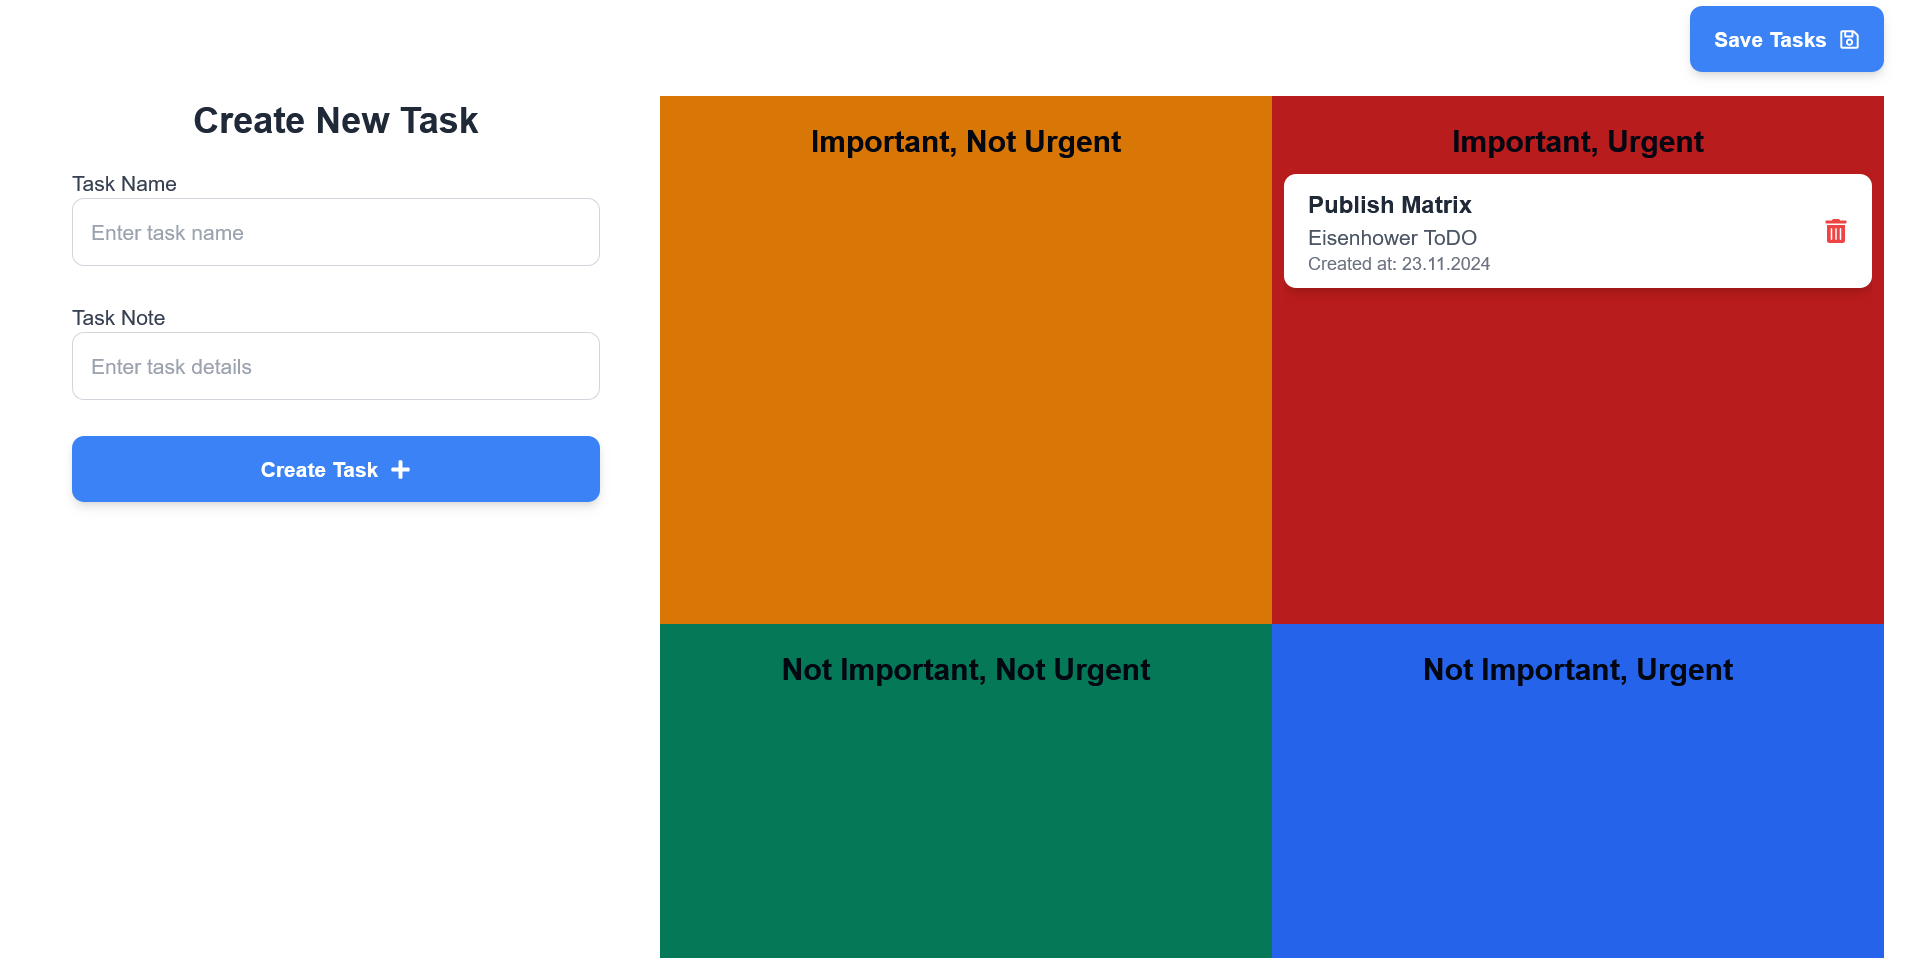 Save Tasks
Create New Task
Task Name
Enter task name
Task Note
Enter task details
Create Task
Important, Not Urgent
Important, Urgent
Publish Matrix
Eisenhower ToDO
Created at: 23.11.2024
Not Important, Not Urgent
Not Important, Urgent